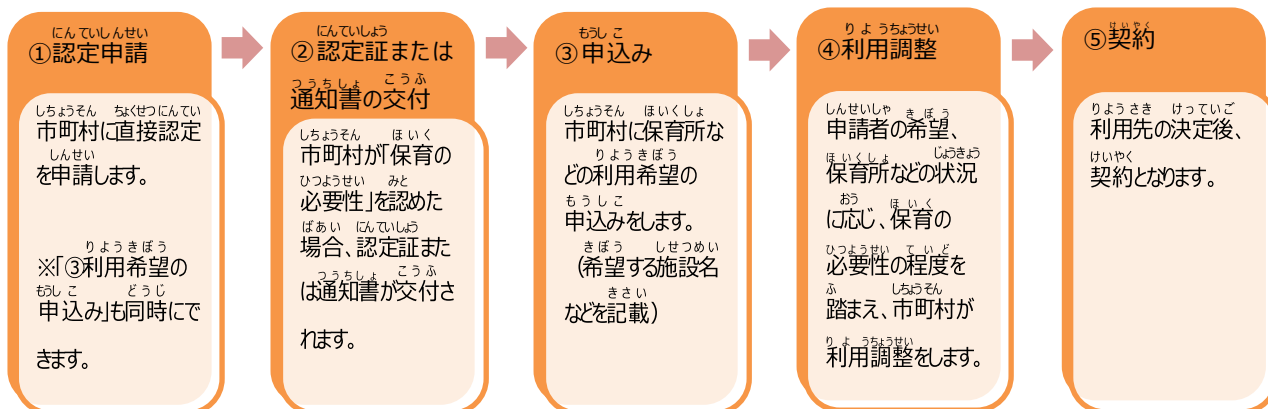 にんていしんせい
①認定申請
しちょうそん ちょくせつにんてい
市町村に直接認定
しんせい
を申請します。
りようきぼう
※「③利用希望の
もうしこ どうじ
申込み」も同時にで
きます。
にんていしょう
②認定証または
つうちしょ こうふ
通知書の交付
しちょうそん ほいく
市町村が「保育の
ひつようせい みと
必要性」を認めた
ばあい にんていしょう
場合、認定証また
つうちしょ こうふ
は通知書が交付さ
れます。
もうしこ
③申込み
しちょうそん ほいくしょ
市町村に保育所な
りようきぼう
どの利用希望の
もうしこ
申込みをします。
きぼう しせつめい
(希望する施設名
きさい
などを記載)
りようちょうせい
④利用調整
しんせいしゃ きぼう
申請者の希望、
ほいくしょ じょうきょう
保育所などの状況
おう ほいく
に応じ、保育の
ひつようせい ていど
必要性の程度を
ふ しちょうそん
踏まえ、市町村が
りようちょうせい
利用調整をします。
けいやく
⑤契約
りようさき けっていご
利用先の決定後、
けいやく
契約となります。